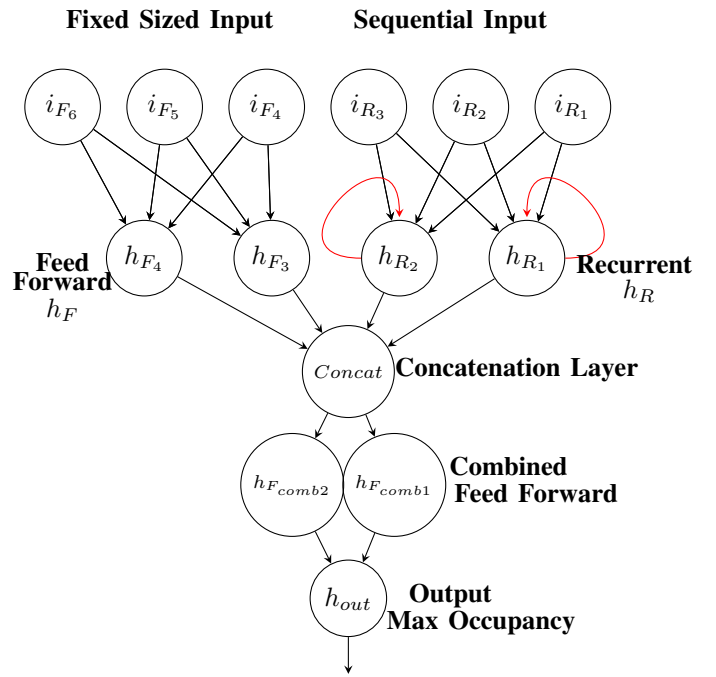 Fixed Sized Input
Sequential Input
i_{F_6}
i_{F_5}
i_{F_4}
i_{R_3}
i_{R_2}
i_{R_1}
Feed
Forward
h_F
h_{F_4}
h_{F_3}
h_{R_2}
h_{R_1}
Recurrent
h_R
Concat
Concatenation Layer
h_{F_{comb2}}
h_{F_{comb1}}
Combined
Feed Forward
h_{out}
Output
Max Occupancy